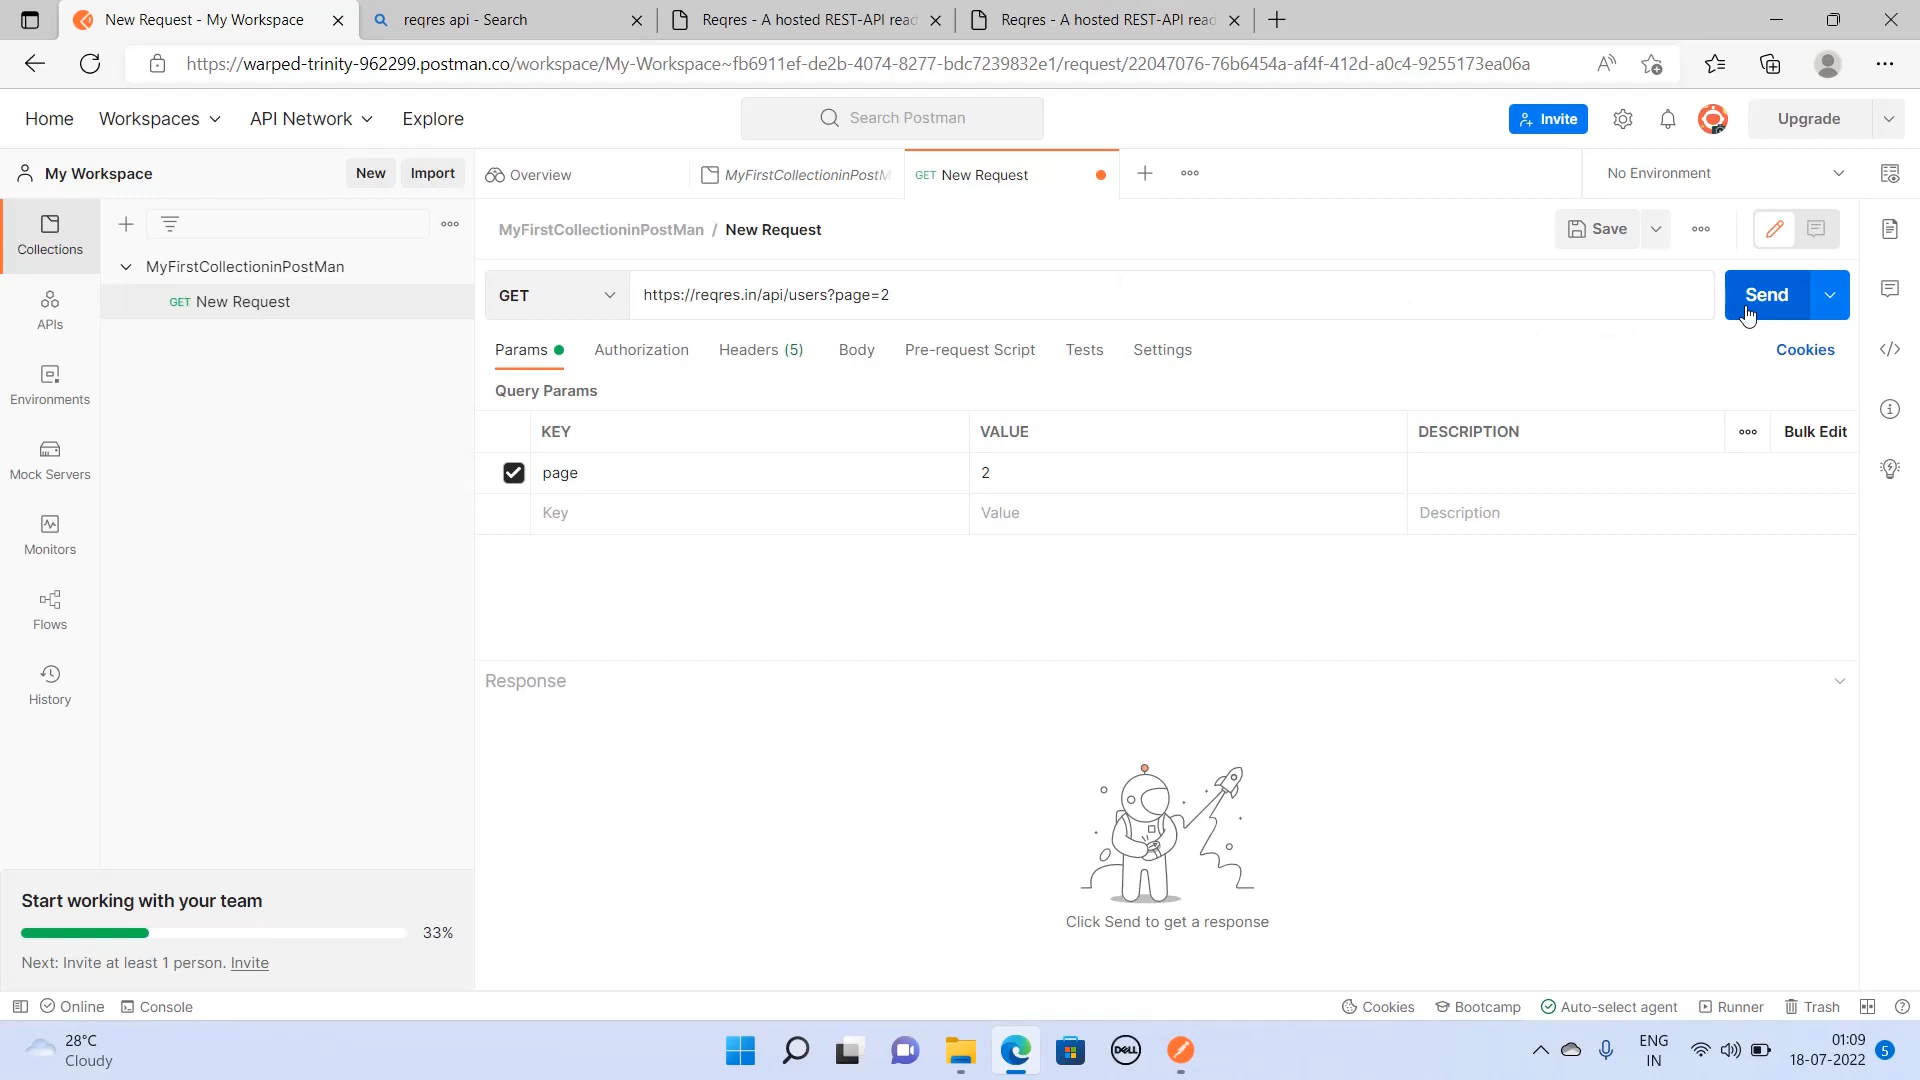 New Request - My Workspace
reqres api - Search
Reqres - A hosted REST-API read
Reqres - A hosted REST-API read
https://warped-trinity-962299.postman.co/workspace/My-Workspace~fb6911ef-de2b-4074-8277-bdc7239832e1/request/22047076-76b6454a-af4f-412d-a0c4-9255173ea06a
Home
Workspaces
API Network
Explore
Search Postman
Invite
Upgrade
My Workspace
New
Import
Overview
MyFirstCollectioninPostM
GET New Request
No Environment
Collections
MyFirstCollectioninPostMan / New Request
Save
MyFirstCollectioninPostMan
GET New Request
GET
https://reqres.in/api/users?page=2
Send
APIs
Params
Authorization
Headers (5)
Body
Pre-request Script
Tests
Settings
Cookies
Environments
Query Params
KEY
VALUE
DESCRIPTION
Bulk Edit
page
2
Key
Value
Description
Mock Servers
Monitors
Flows
History
Response
Click Send to get a response
Start working with your team
33%
Next: Invite at least 1 person. Invite
Online
Console
Cookies
Bootcamp
Auto-select agent
Runner
Trash
28°C
Cloudy
DELL
ENG
IN
01:09
18-07-2022
5